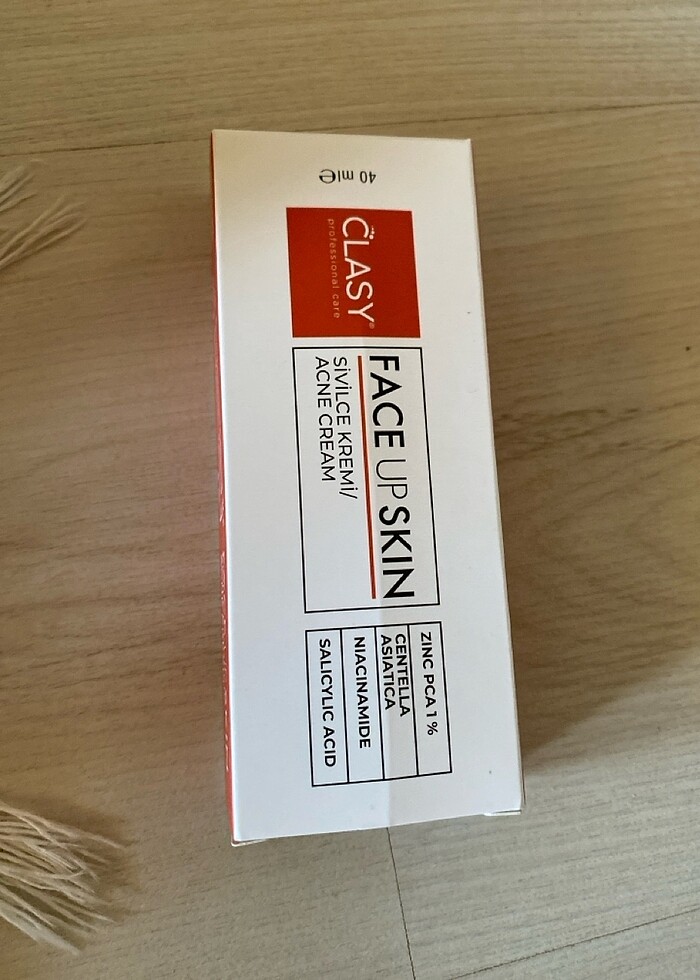 CLASY®
professional care
FACE UP SKIN
SİVİLCE KREMİ/
ACNE CREAM
ZINC PCA 1 %
CENTELLA
ASIATICA
NIACINAMIDE
SALICYLIC ACID
40 ml e